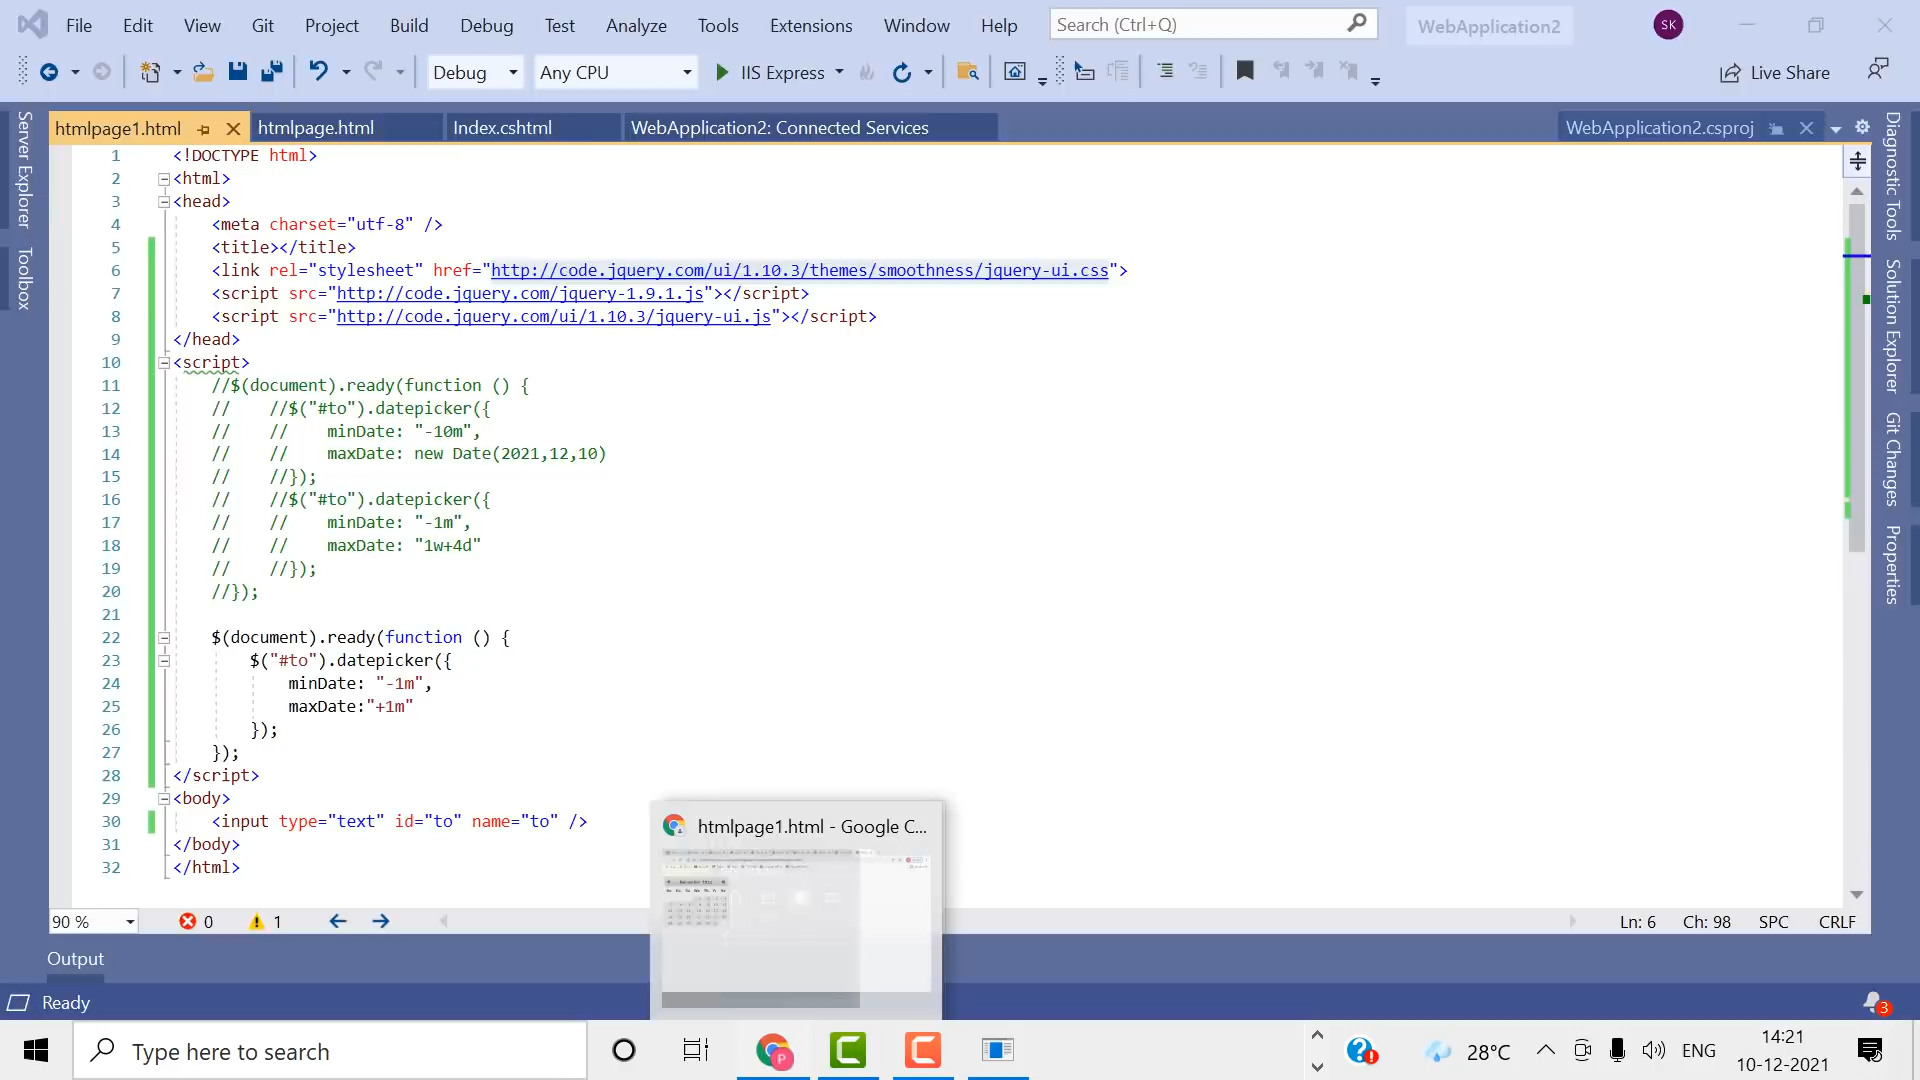 File Edit View Git Project Build Debug Test Analyze Tools Extensions Window Help Search (Ctrl+Q) WebApplication2 SK
Debug Any CPU IIS Express Live Share
htmlpage1.html htmlpage.html Index.cshtml WebApplication2: Connected Services WebApplication2.csproj
Server Explorer
Toolbox
1 <!DOCTYPE html>
2 <html>
3 <head>
4 <meta charset="utf-8" />
5 <title></title>
6 <link rel="stylesheet" href="http://code.jquery.com/ui/1.10.3/themes/smoothness/jquery-ui.css">
7 <script src="http://code.jquery.com/jquery-1.9.1.js"></script>
8 <script src="http://code.jquery.com/ui/1.10.3/jquery-ui.js"></script>
9 </head>
10 <script>
11 //$(document).ready(function () {
12 // //$("#to").datepicker({
13 // // minDate: "-10m",
14 // // maxDate: new Date(2021,12,10)
15 // //});
16 // //$("#to").datepicker({
17 // // minDate: "-1m",
18 // // maxDate: "1w+4d"
19 // //});
20 //});
21
22 $(document).ready(function () {
23 $("#to").datepicker({
24 minDate: "-1m",
25 maxDate:"+1m"
26 });
27 });
28 </script>
29 <body>
30 <input type="text" id="to" name="to" />
31 </body>
32 </html>
Diagnostic Tools
Solution Explorer
Git Changes
Properties
htmlpage1.html - Google C...
90 % 0 1 Ln: 6 Ch: 98 SPC CRLF
Output
Ready 3
Type here to search P 28°C ENG 14:21
10-12-2021